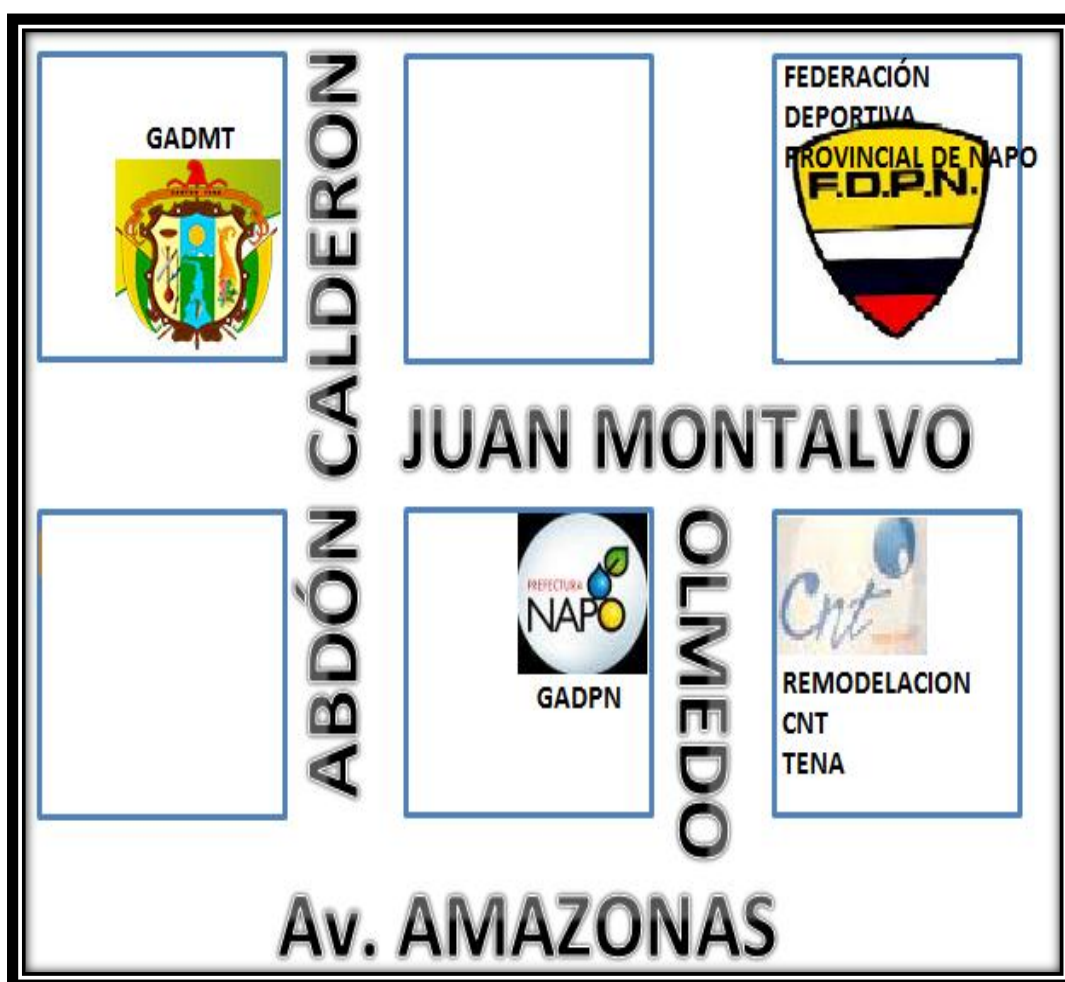 GADMT
ABDÓN CALDERON
FEDERACIÓN
DEPORTIVA
PROVINCIAL DE NAPO
F.D.P.N.
JUAN MONTALVO
PREFECTURA
NAPO
GADPN
OLMEDO
Cnt
REMODELACION
CNT
TENA
Av. AMAZONAS